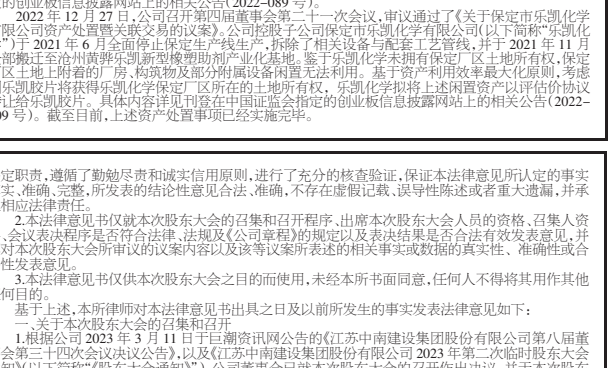 的创业板信息披露网站上的相关公告(2022-089号)。
2022年12月27日,公司召开第四届董事会第二十一次会议,审议通过了《关于保定市乐凯化学
有限公司资产处置暨关联交易的议案》。公司控股子公司保定市乐凯化学有限公司(以下简称“乐凯化
学”)于2021年6月全面停止保定生产线生产,拆除了相关设备与配套工艺管线,并于2021年11月
部搬迁至沧州黄骅乐凯新型橡塑助剂产业化基地。鉴于乐凯化学未拥有保定厂区土地所有权,保定
区土地上附着的厂房、构筑物及部分附属设备闲置无法利用。基于资产利用效率最大化原则,考虑
到乐凯胶片将获得乐凯化学保定厂区所在的土地所有权,乐凯化学拟将上述闲置资产以评估价协议
让给乐凯胶片。具体内容详见刊登在中国证监会指定的创业板信息披露网站上的相关公告(2022-
99号)。截至目前,上述资产处置事项已经实施完毕。
定职责,遵循了勤勉尽责和诚实信用原则,进行了充分的核查验证,保证本法律意见所认定的事实
实、准确、完整,所发表的结论性意见合法、准确,不存在虚假记载、误导性陈述或者重大遗漏,并承
相应法律责任。
2.本法律意见书仅就本次股东大会的召集和召开程序、出席本次股东大会人员的资格、召集人资
、会议表决程序是否符合法律、法规及《公司章程》的规定以及表决结果是否合法有效发表意见,并
对本次股东大会所审议的议案内容以及该等议案所表述的相关事实或数据的真实性、准确性或合
性发表意见。
3.本法律意见书仅供本次股东大会之目的而使用,未经本所书面同意,任何人不得将其用作其他
何目的。
基于上述,本所律师对本法律意见书出具之日及以前所发生的事实发表法律意见如下:
一、关于本次股东大会的召集和召开
1.根据公司2023年3月11日于巨潮资讯网公告的《江苏中南建设集团股份有限公司第八届董
会第三十四次会议决议公告》,以及《江苏中南建设集团股份有限公司2023年第二次临时股东大会
知》(以下简称“《股东大会通知》”),公司董事会已就本次股东大会的召开作出决议,并于本次股东